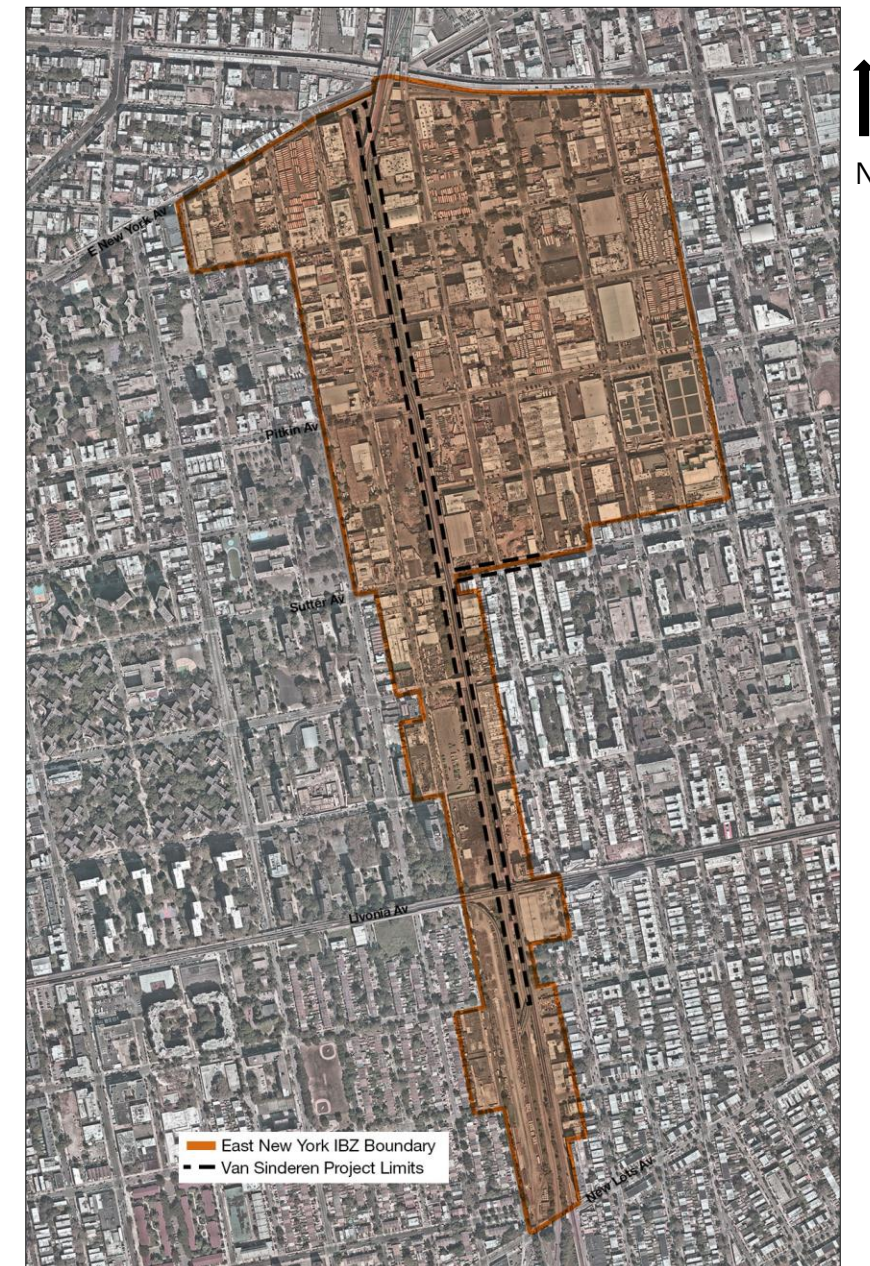 N
E New York Av
Pitkin Av
Sutter Av
Livonia Av
East New York IBZ Boundary
Van Sinderen Project Limits
New Lots Av